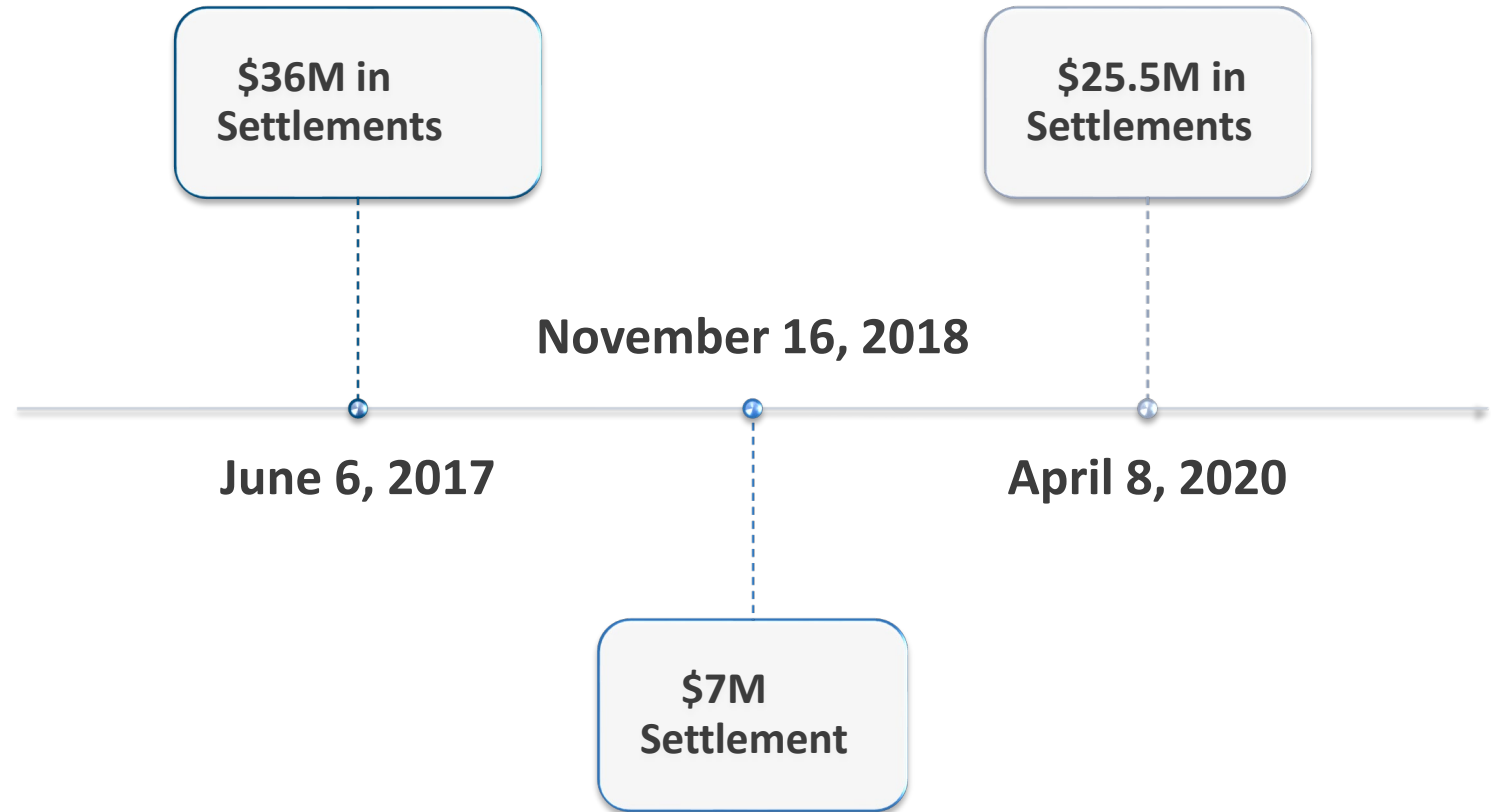 $36M in
Settlements
$25.5M in
Settlements
November 16, 2018
June 6, 2017
April 8, 2020
$7M
Settlement